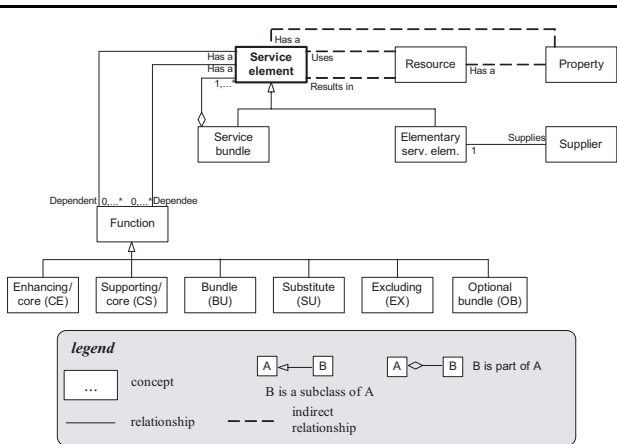 Has a
Has a
Has a
1,...*
Service
element
Uses
Results in
Resource
Has a
Property
Service
bundle
Elementary
serv. elem.
1
Supplies
Supplier
Dependent
0,...*
0,...*
Dependee
Function
Enhancing/
core (CE)
Supporting/
core (CS)
Bundle
(BU)
Substitute
(SU)
Excluding
(EX)
Optional
bundle (OB)
legend
...
concept
A
B
B is a subclass of A
A
B
B is part of A
relationship
indirect
relationship